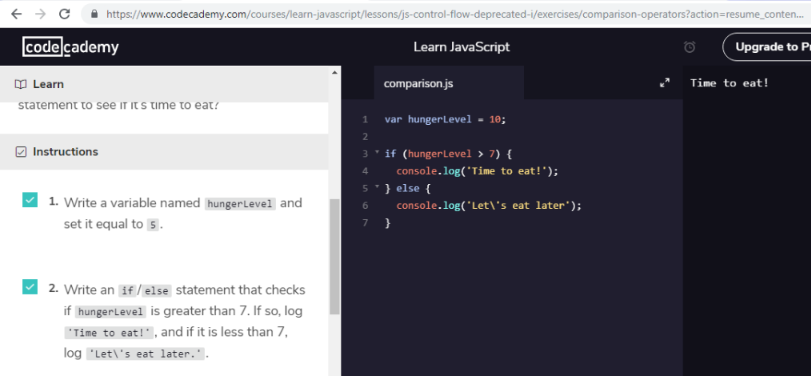 https://www.codecademy.com/courses/learn-javascript/lessons/js-control-flow-deprecated-i/exercises/comparison-operators?action=resume_conten...
codecademy
Learn JavaScript
Upgrade to P
Learn
statement to see if it's time to eat?
Instructions
1. Write a variable named hungerLevel and
set it equal to 5.
2. Write an if/else statement that checks
if hungerLevel is greater than 7. If so, log
'Time to eat!', and if it is less than 7,
log 'Let\'s eat later.'.
comparison.js
1 var hungerLevel = 10;
2
3 if (hungerLevel > 7) {
4 console.log('Time to eat!');
5 } else {
6 console.log('Let\'s eat later');
7 }
Time to eat!